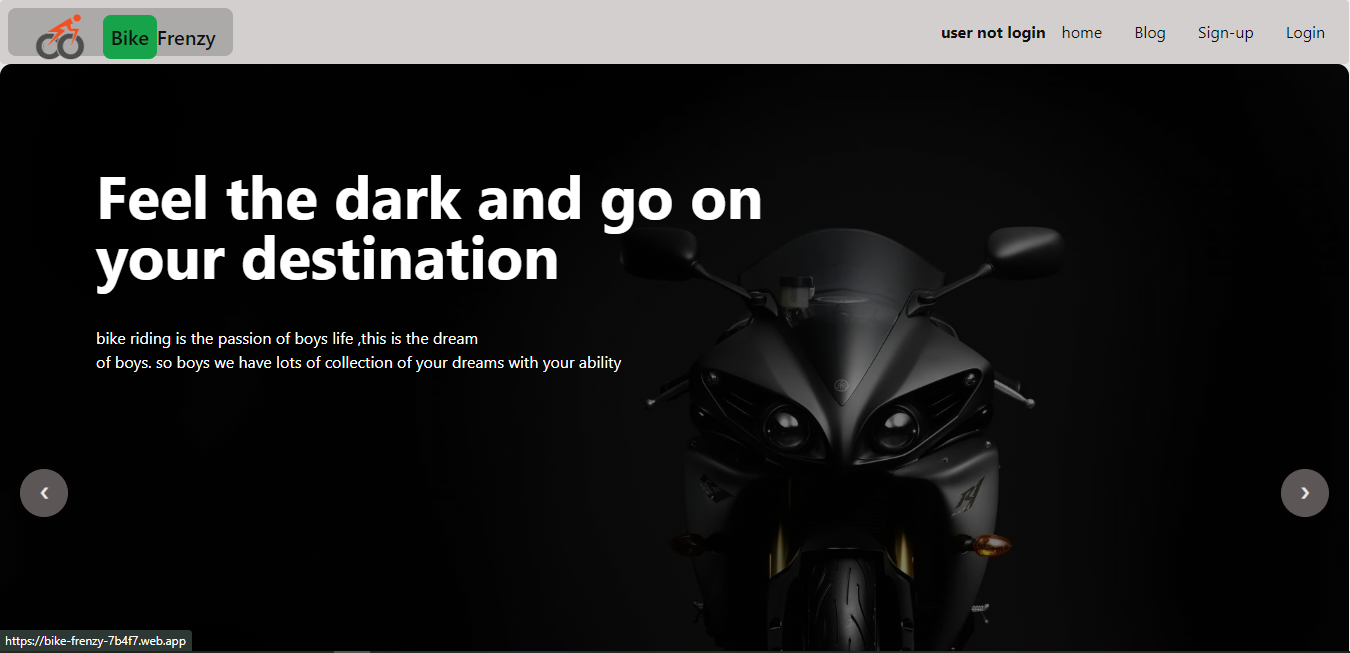 Bike Frenzy
user not login home Blog Sign-up Login
Feel the dark and go on
your destination
bike riding is the passion of boys life ,this is the dream
of boys. so boys we have lots of collection of your dreams with your ability
‹ ›
https://bike-frenzy-7b4f7.web.app